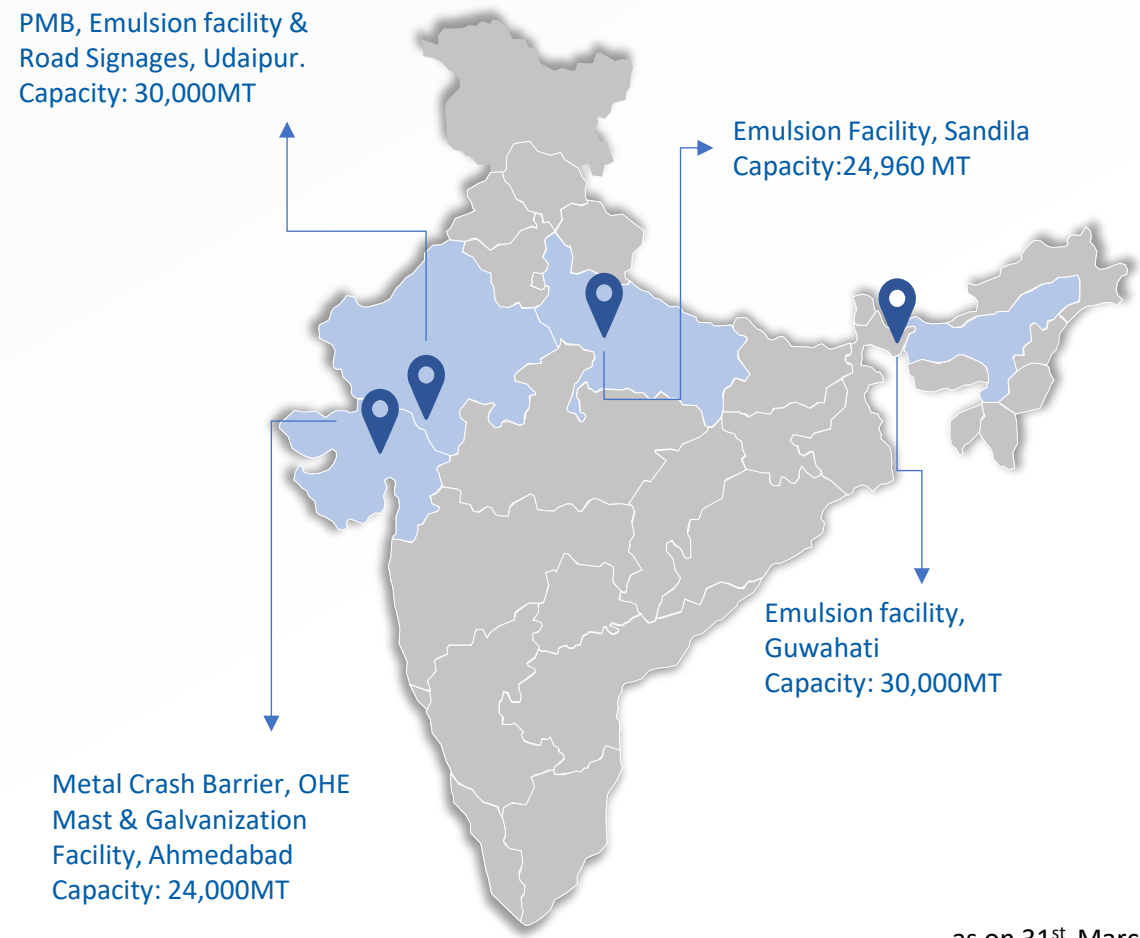 PMB, Emulsion facility &
Road Signages, Udaipur.
Capacity: 30,000MT
Emulsion Facility, Sandila
Capacity:24,960 MT
Emulsion facility,
Guwahati
Capacity: 30,000MT
Metal Crash Barrier, OHE
Mast & Galvanization
Facility, Ahmedabad
Capacity: 24,000MT
as on 31st